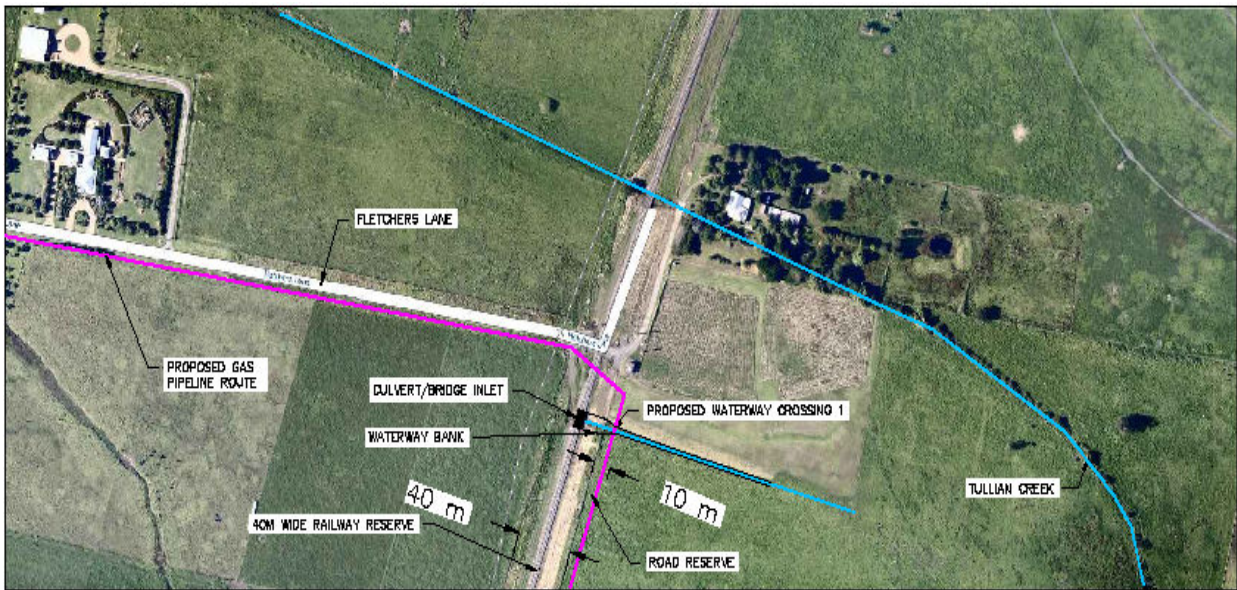 FLETCHERS LANE
PROPOSED GAS
PIPELINE ROUTE
CULVERT/BRIDGE INLET
PROPOSED WATERWAY CROSSING 1
WATERWAY BANK
40 m
10 m
TULLIAN CREEK
40M WIDE RAILWAY RESERVE
ROAD RESERVE